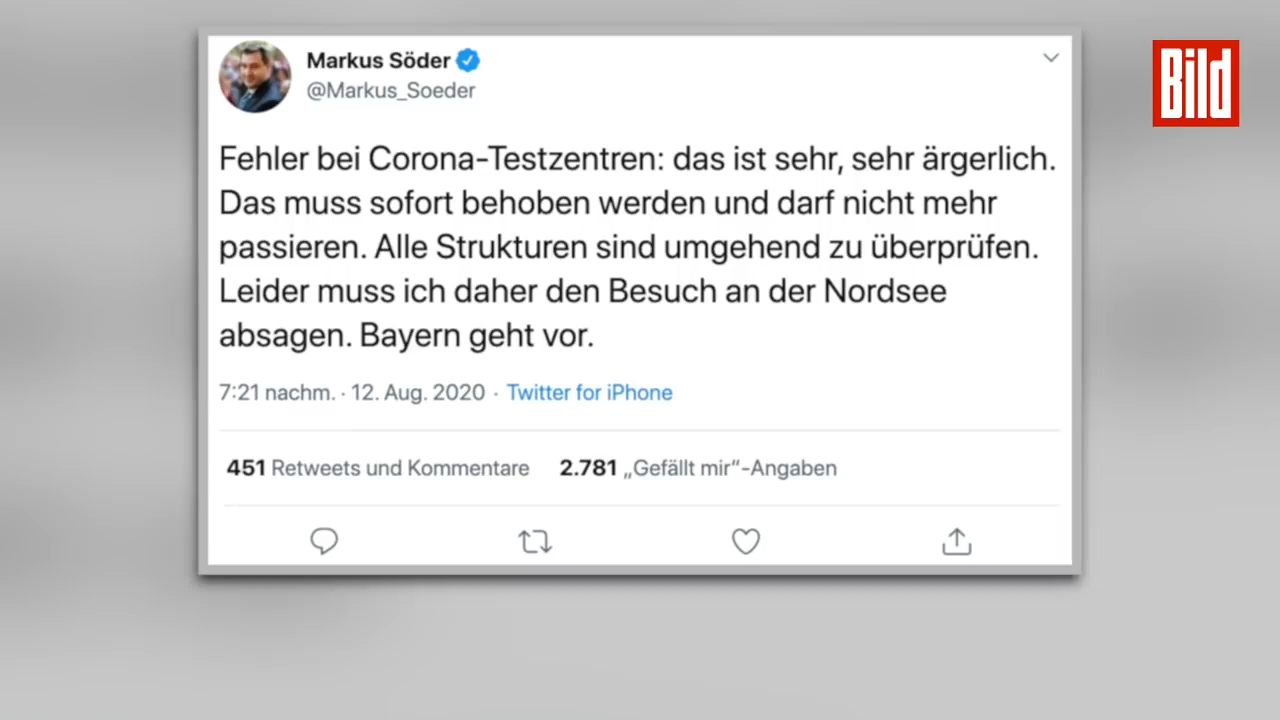 Markus Söder
@Markus_Soeder
Bild
Fehler bei Corona-Testzentren: das ist sehr, sehr ärgerlich.
Das muss sofort behoben werden und darf nicht mehr
passieren. Alle Strukturen sind umgehend zu überprüfen.
Leider muss ich daher den Besuch an der Nordsee
absagen. Bayern geht vor.
7:21 nachm. · 12. Aug. 2020 · Twitter for iPhone
451 Retweets und Kommentare 2.781 „Gefällt mir“-Angaben